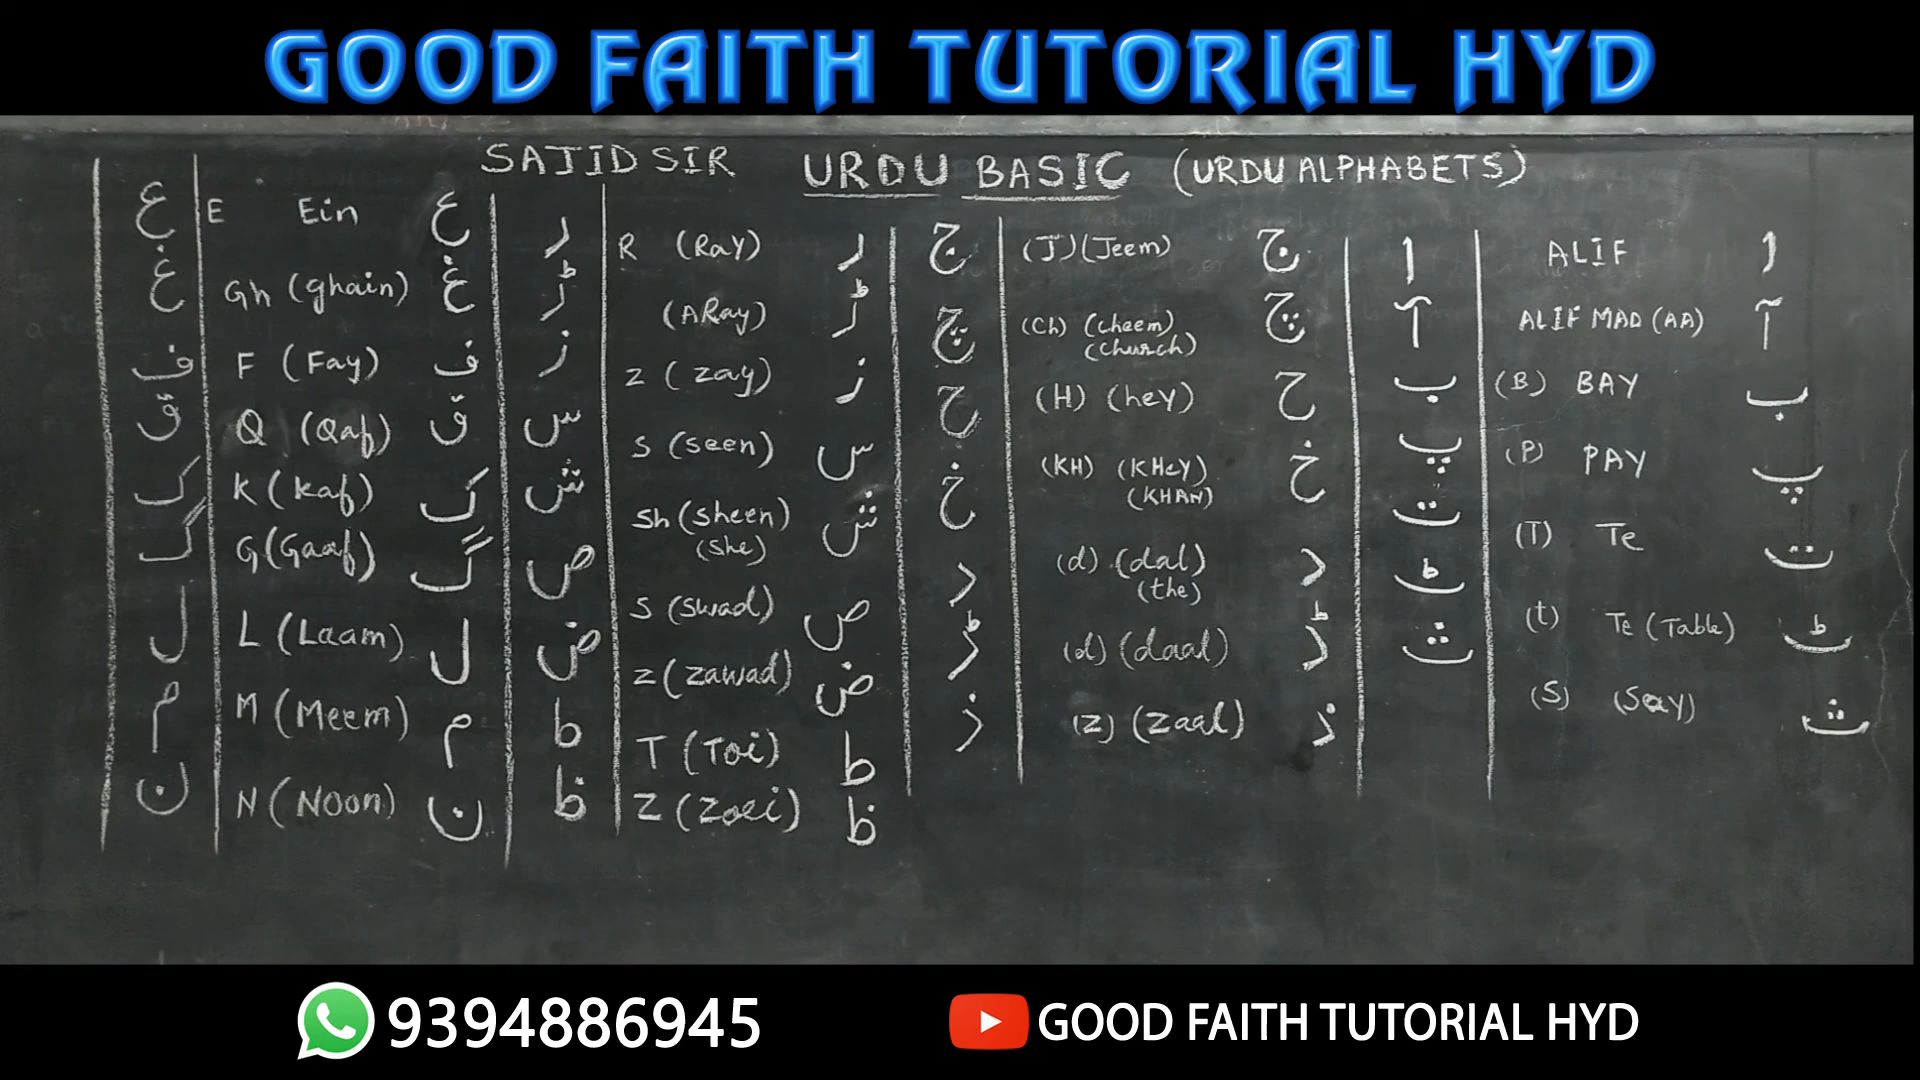 GOOD FAITH TUTORIAL HYD
SAJID SIR URDU BASIC (URDU ALPHABETS)
ALIF ا
ALIF MAD (AA) آ
(B) BAY ب
(P) PAY پ
(T) Te ت
(t) Te (Table) ٹ
(S) (Say) ث
ا
آ
ب
پ
ت
ٹ
ث
(J) (Jeem) ج
(Ch) (cheem) چ
(church)
(H) (hey) ح
(KH) (KHey) خ
(KHAN)
(d) (dal) د
(the)
(d) (daal) ڈ
(Z) (Zaal) ذ
ج
چ
ح
خ
د
ڈ
ذ
R (Ray) ر
(ARay) ڑ
Z (Zay) ز
S (seen) س
Sh (Sheen) ش
(She)
S (Swad) ص
Z (Zawad) ض
T (Toi) ط
Z (Zoei) ظ
ر
ڑ
ز
س
ش
ص
ض
ط
ظ
E Ein ع
Gh (ghain) غ
F (Fay) ف
Q (Qaf) ق
K (Kaf) ک
G (Gaaf) گ
L (Laam) ل
M (Meem) م
N (Noon) ن
ع
غ
ف
ق
ک
گ
ل
م
ن
9394886945
GOOD FAITH TUTORIAL HYD